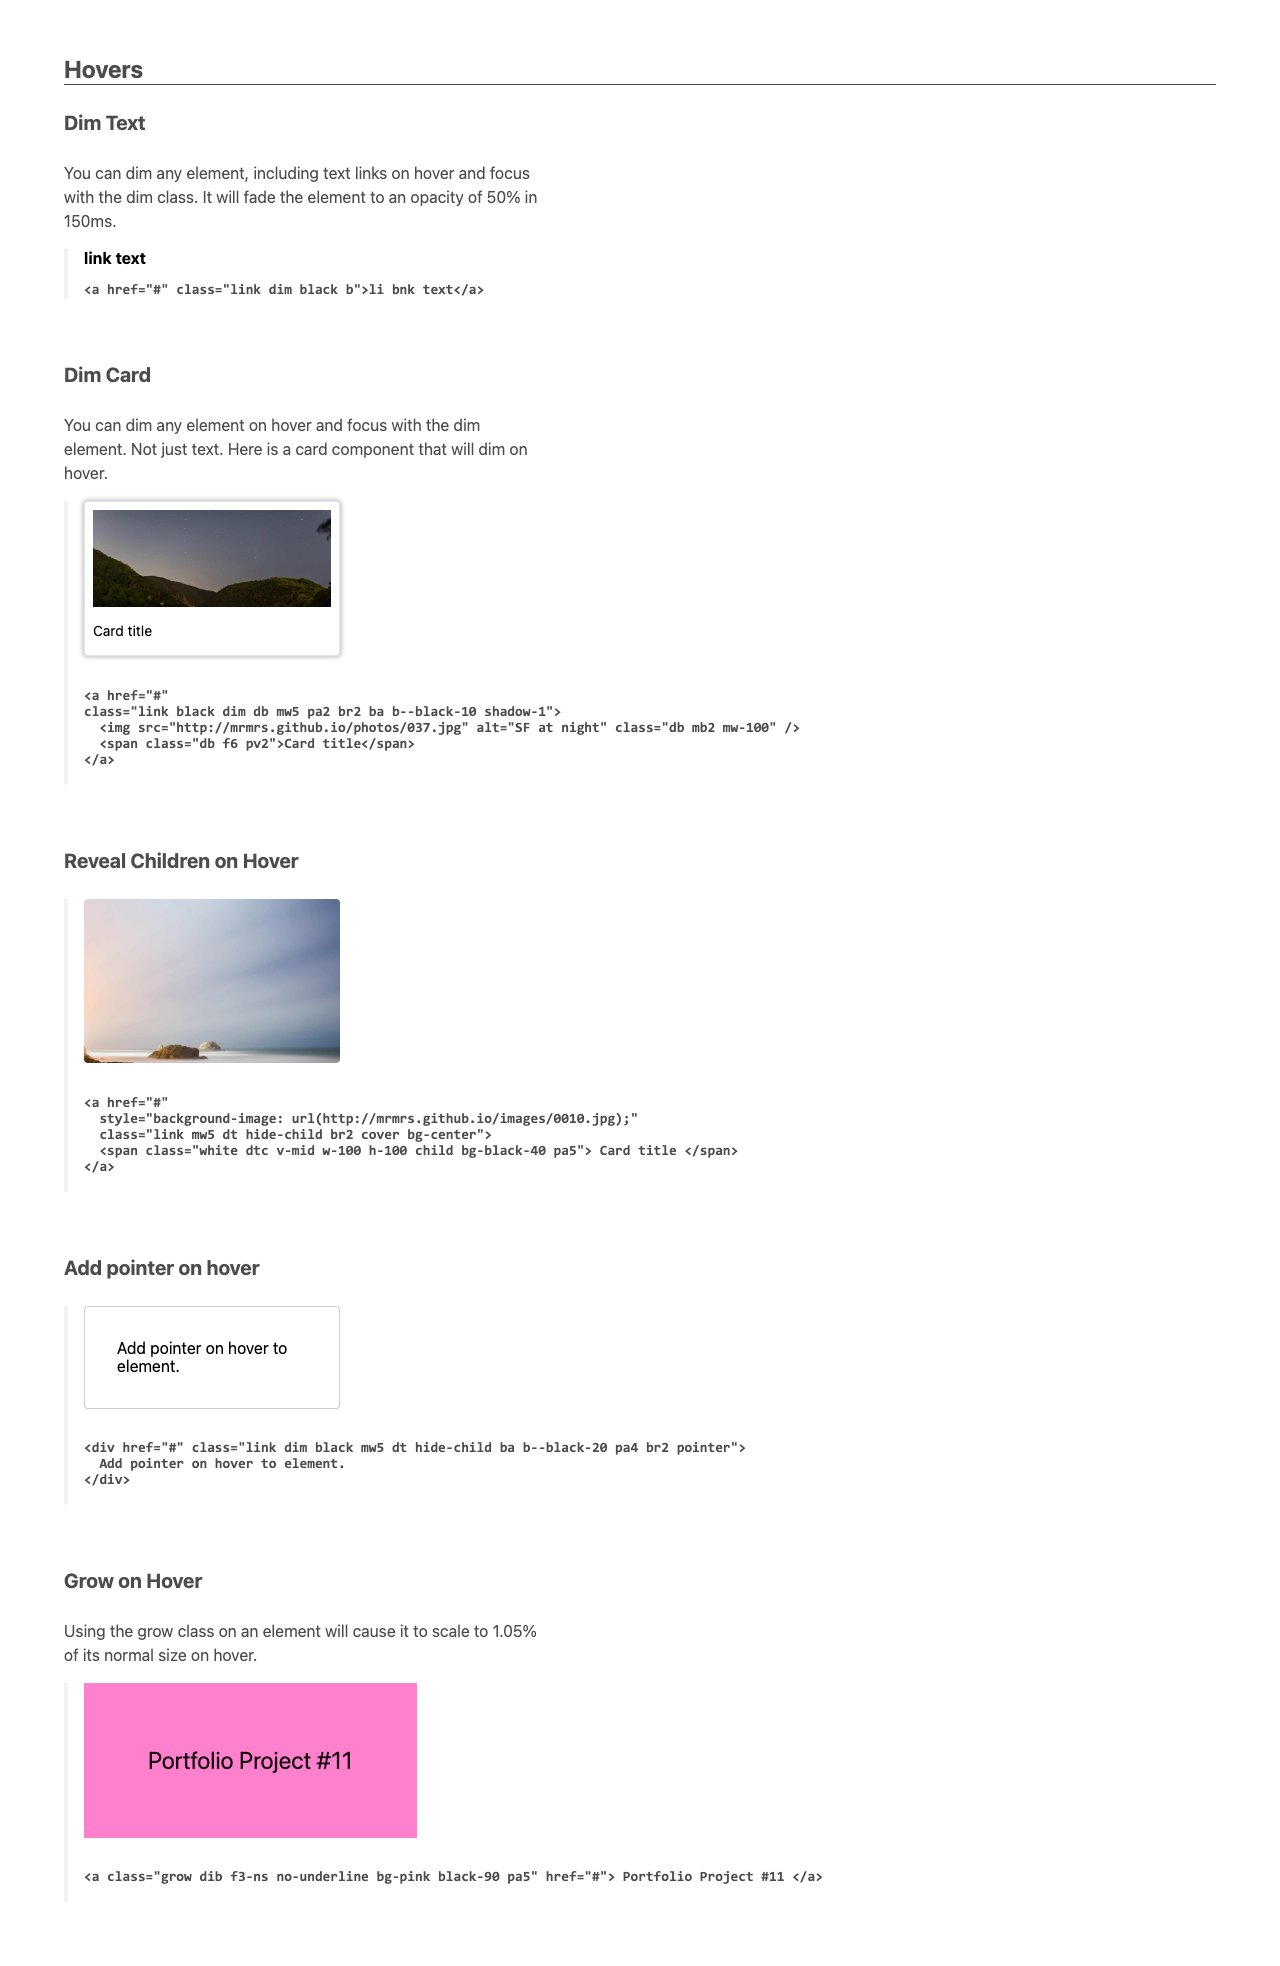 Hovers
Dim Text
You can dim any element, including text links on hover and focus
with the dim class. It will fade the element to an opacity of 50% in
150ms.
link text
<a href="#" class="link dim black b">li bnk text</a>
Dim Card
You can dim any element on hover and focus with the dim
element. Not just text. Here is a card component that will dim on
hover.
Card title
<a href="#"
class="link black dim db mw5 pa2 br2 ba b--black-10 shadow-1">
  <img src="http://mrmrs.github.io/photos/037.jpg" alt="SF at night" class="db mb2 mw-100" />
  <span class="db f6 pv2">Card title</span>
</a>
Reveal Children on Hover
<a href="#"
  style="background-image: url(http://mrmrs.github.io/images/0010.jpg);"
  class="link mw5 dt hide-child br2 cover bg-center">
  <span class="white dtc v-mid w-100 h-100 child bg-black-40 pa5"> Card title </span>
</a>
Add pointer on hover
Add pointer on hover to
element.
<div href="#" class="link dim black mw5 dt hide-child ba b--black-20 pa4 br2 pointer">
  Add pointer on hover to element.
</div>
Grow on Hover
Using the grow class on an element will cause it to scale to 1.05%
of its normal size on hover.
Portfolio Project #11
<a class="grow dib f3-ns no-underline bg-pink black-90 pa5" href="#"> Portfolio Project #11 </a>